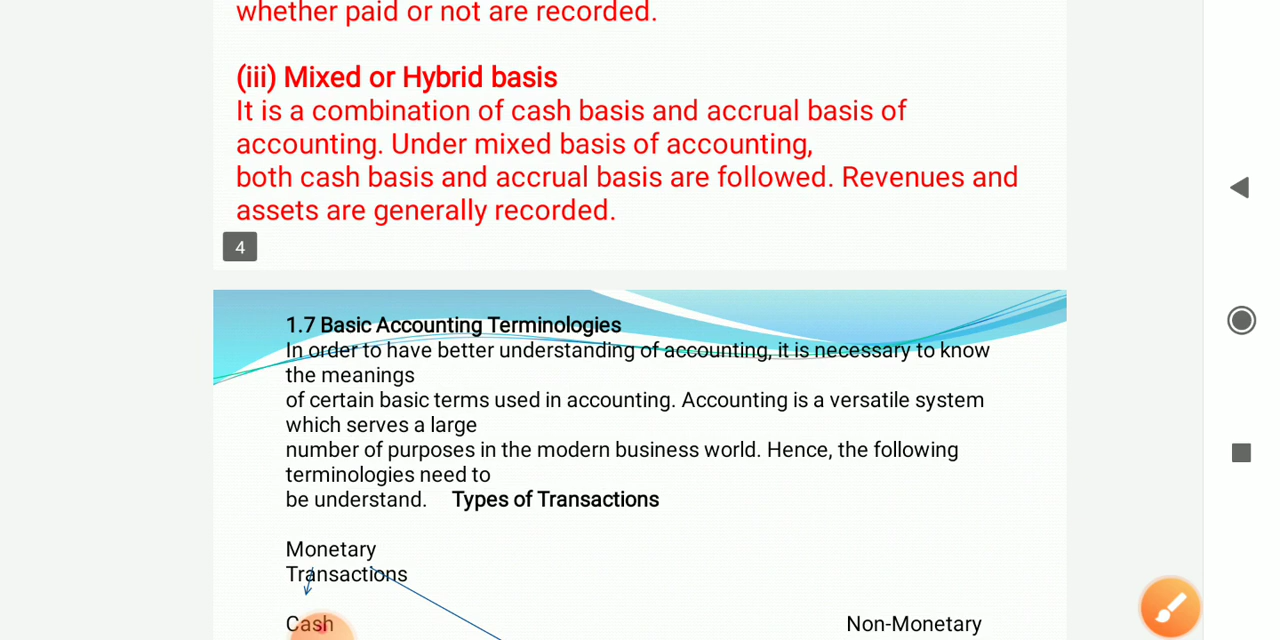 whether paid or not are recorded.
(iii) Mixed or Hybrid basis
It is a combination of cash basis and accrual basis of
accounting. Under mixed basis of accounting,
both cash basis and accrual basis are followed. Revenues and
assets are generally recorded.
4
1.7 Basic Accounting Terminologies
In order to have better understanding of accounting, it is necessary to know
the meanings
of certain basic terms used in accounting. Accounting is a versatile system
which serves a large
number of purposes in the modern business world. Hence, the following
terminologies need to
be understand. Types of Transactions
Monetary
Transactions
Cash Non-Monetary